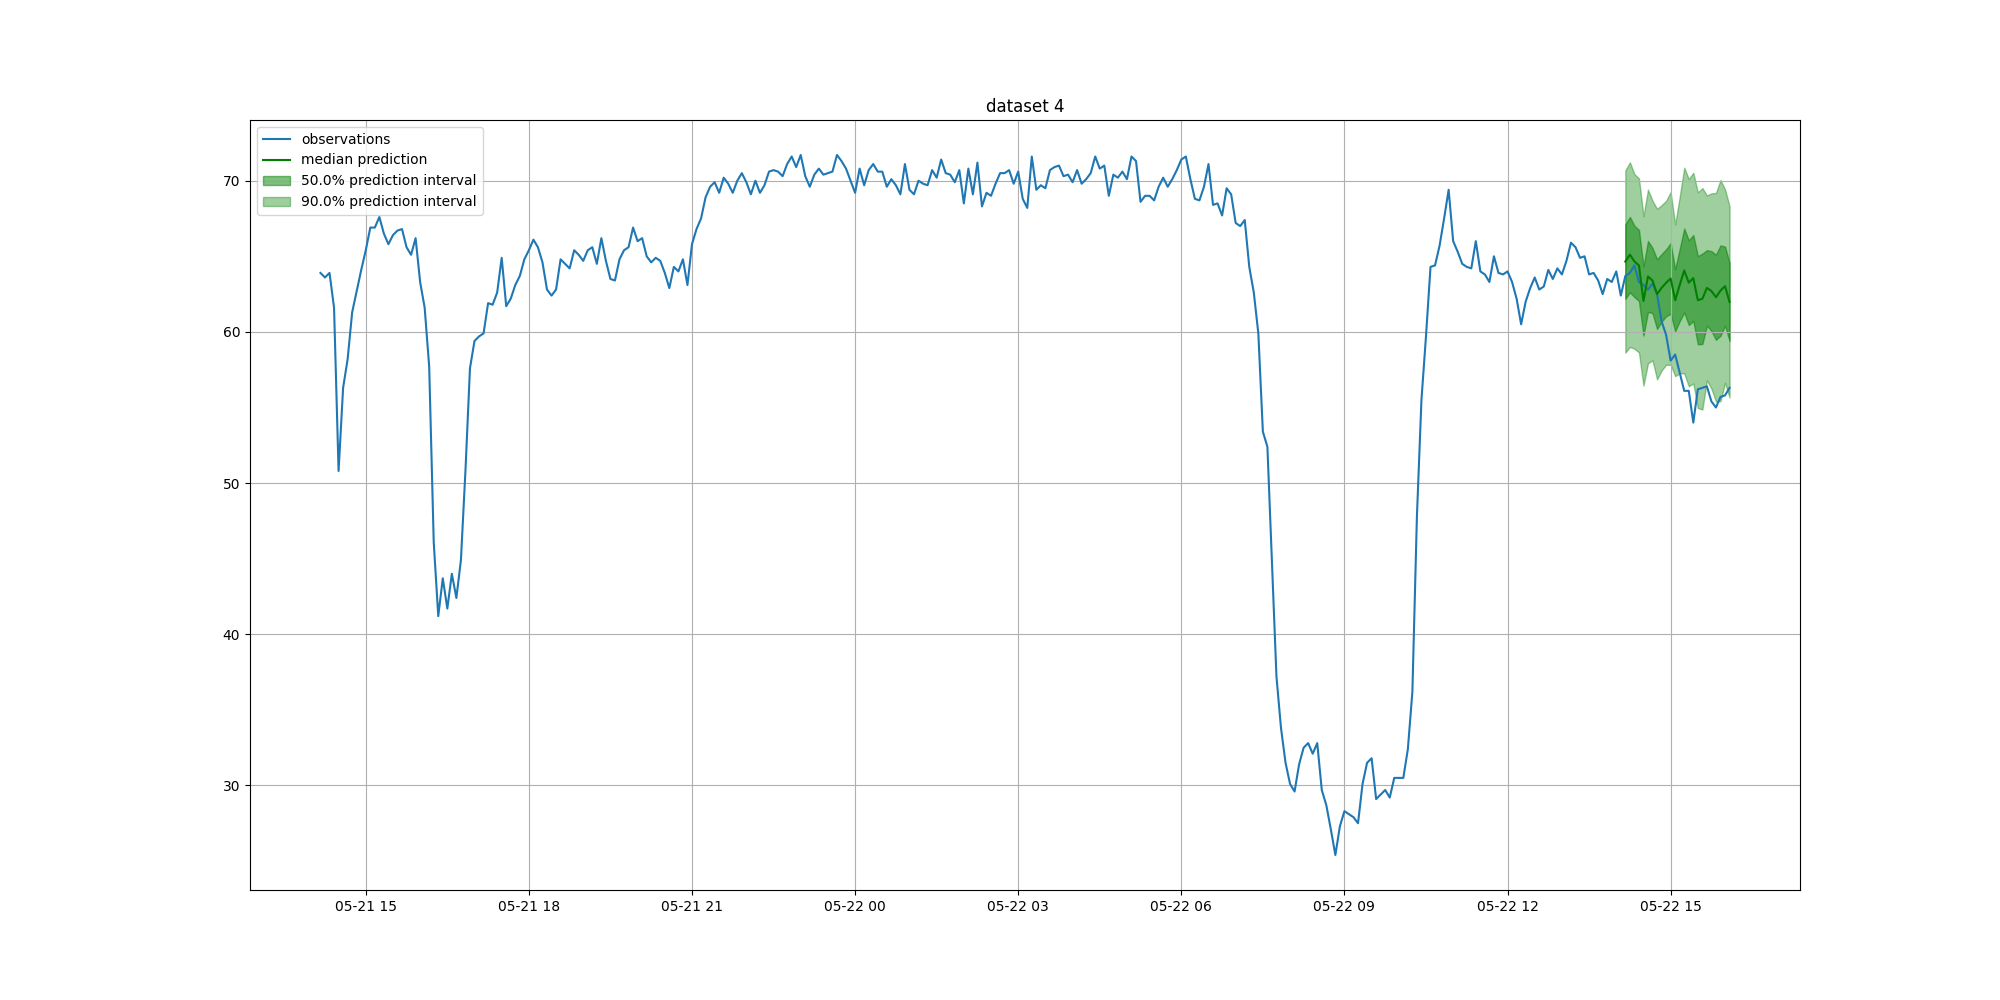 dataset 4
observations
median prediction
50.0% prediction interval
90.0% prediction interval
70
60
50
40
30
05-21 15
05-21 18
05-21 21
05-22 00
05-22 03
05-22 06
05-22 09
05-22 12
05-22 15